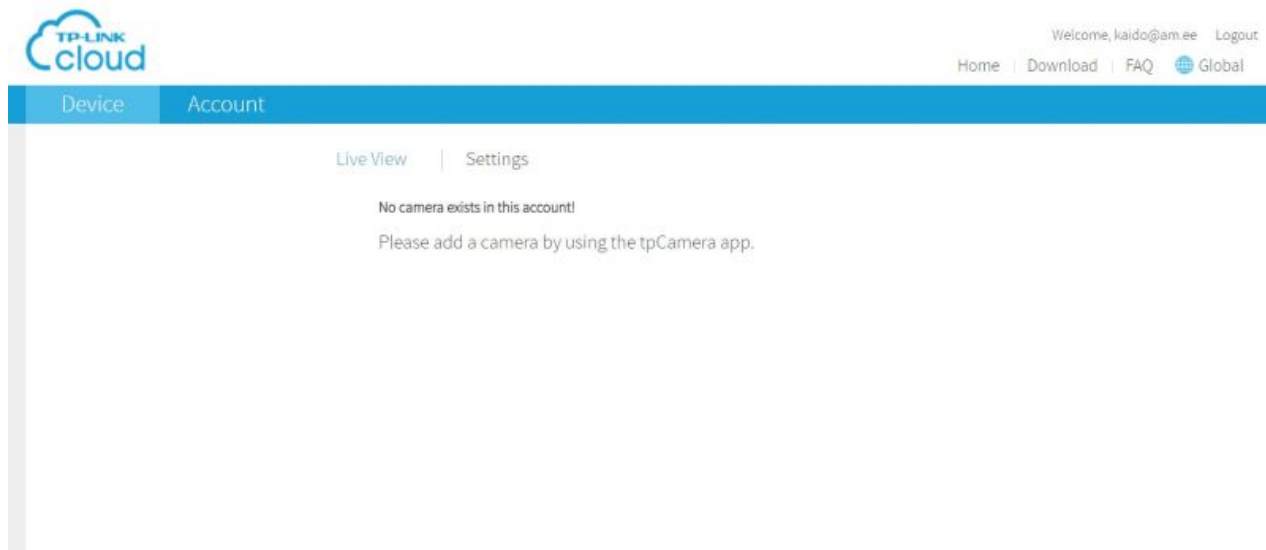 TP-LINK
cloud
Welcome, kaido@am.ee Logout
Home | Download | FAQ Global
Device Account
Live View | Settings
No camera exists in this account!
Please add a camera by using the tpCamera app.